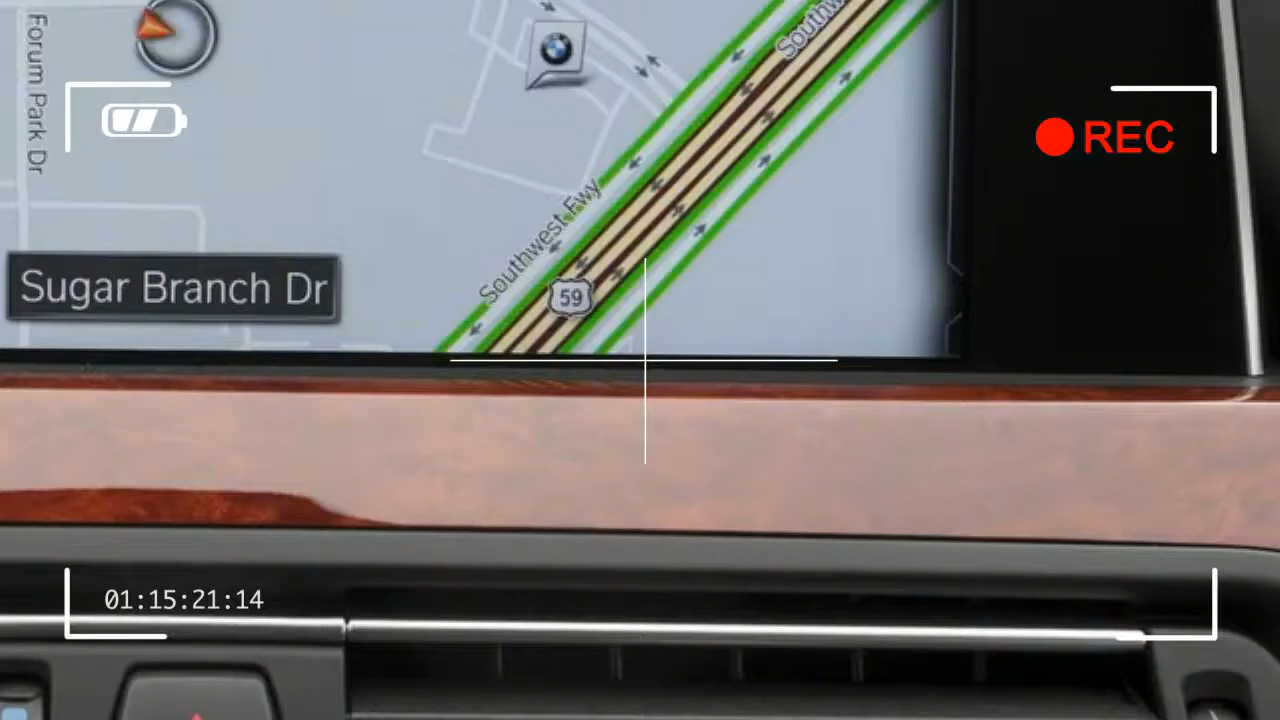 Forum Park Dr
Southw
REC
Southwest Fwy
Sugar Branch Dr
59
01:15:21:14